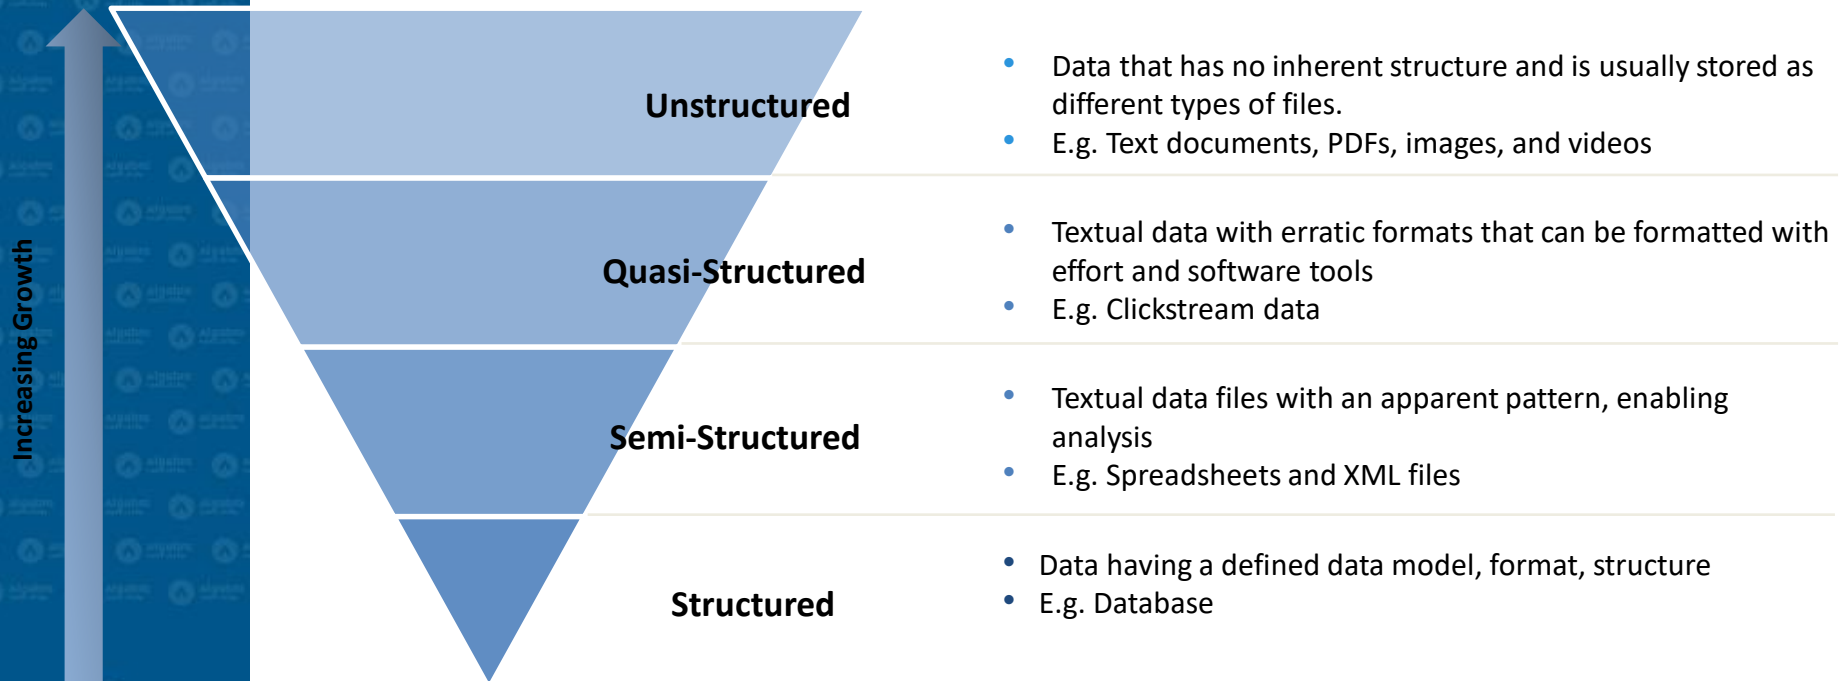 Increasing Growth
Unstructured
• Data that has no inherent structure and is usually stored as
different types of files.
• E.g. Text documents, PDFs, images, and videos
Quasi-Structured
• Textual data with erratic formats that can be formatted with
effort and software tools
• E.g. Clickstream data
Semi-Structured
• Textual data files with an apparent pattern, enabling
analysis
• E.g. Spreadsheets and XML files
Structured
• Data having a defined data model, format, structure
• E.g. Database